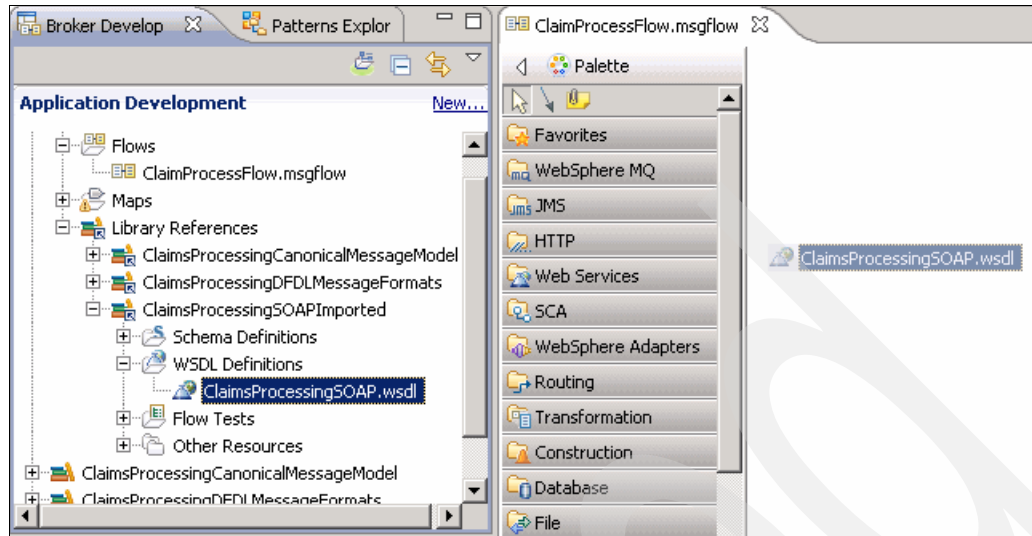 Broker Develop
Patterns Explor
ClaimProcessFlow.msgflow
Application Development
New...
Flows
ClaimProcessFlow.msgflow
Maps
Library References
ClaimsProcessingCanonicalMessageModel
ClaimsProcessingDFDLMessageFormats
ClaimsProcessingSOAPImported
Schema Definitions
WSDL Definitions
ClaimsProcessingSOAP.wsdl
Flow Tests
Other Resources
ClaimsProcessingCanonicalMessageModel
ClaimsProcessingDFDLMessageFormats
Palette
Favorites
WebSphere MQ
JMS
HTTP
Web Services
SCA
WebSphere Adapters
Routing
Transformation
Construction
Database
File
ClaimsProcessingSOAP.wsdl